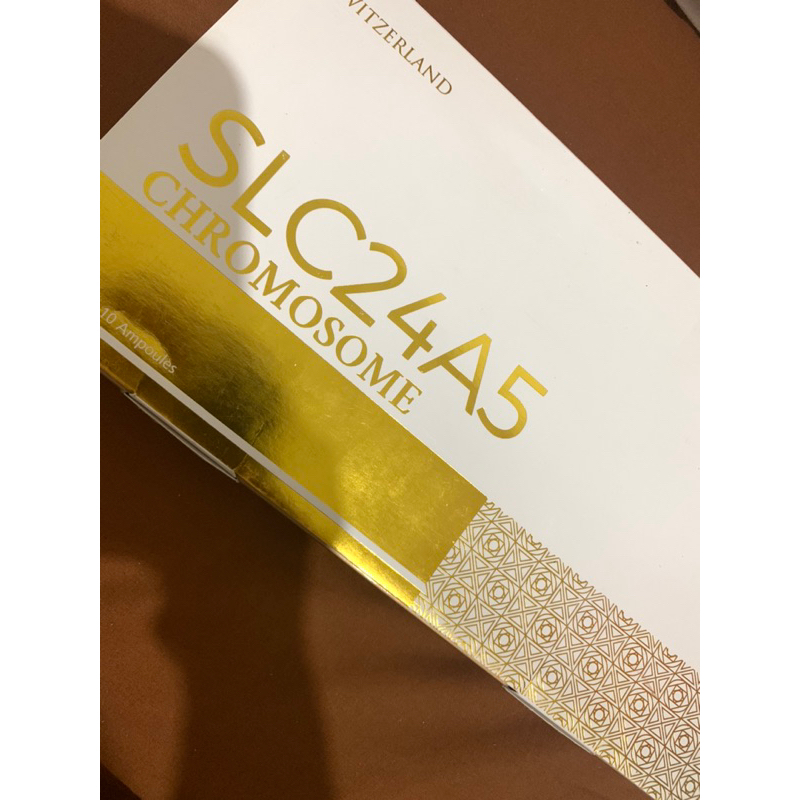 WITZERLAND
SLC24A5
CHROMOSOME
10 Ampoules